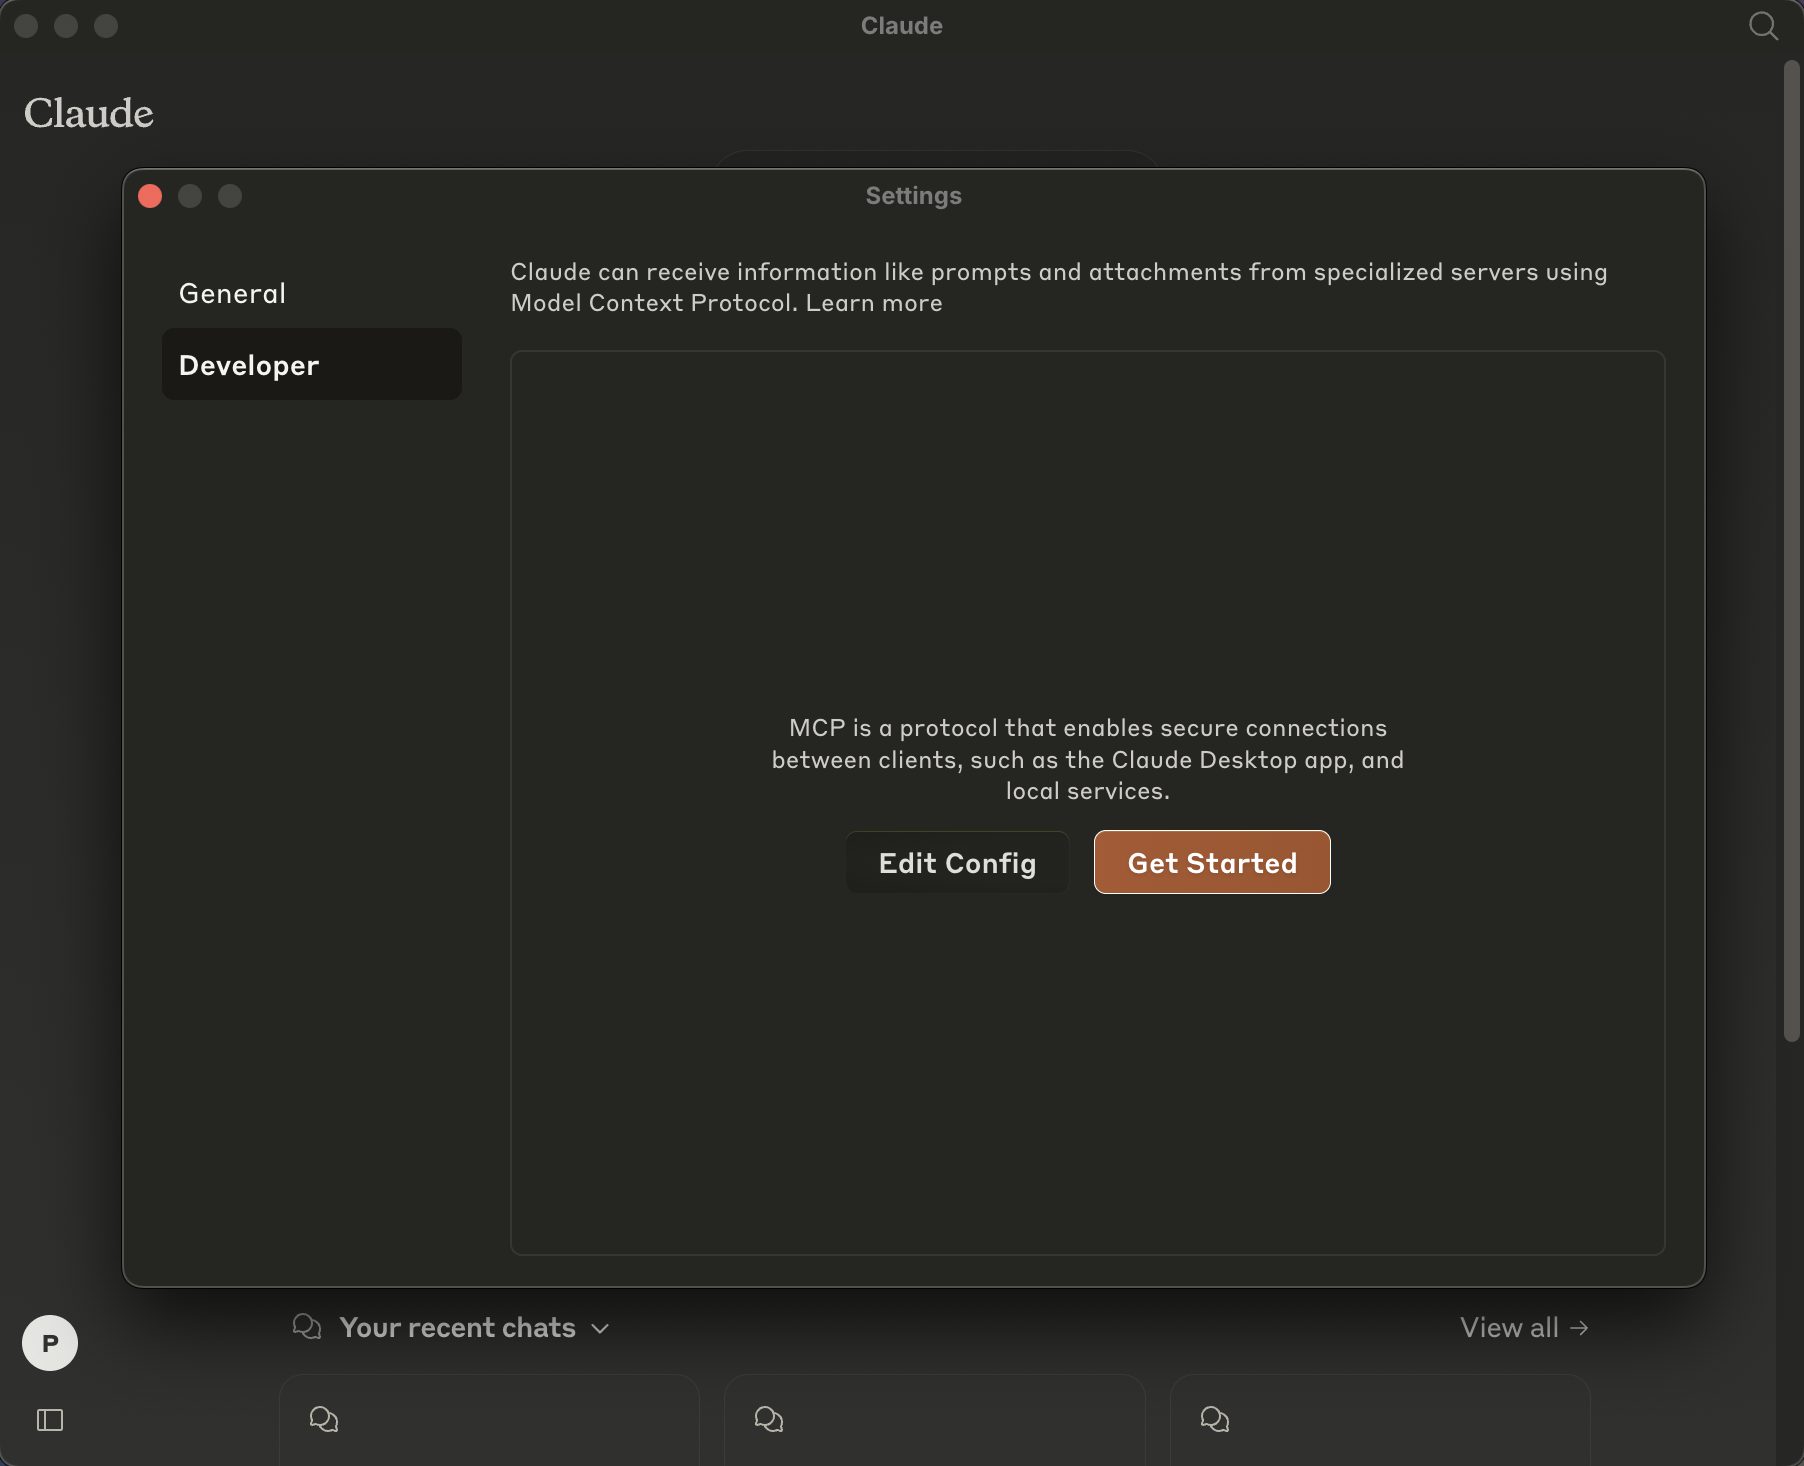 Claude
Claude
Settings
General
Developer
Claude can receive information like prompts and attachments from specialized servers using
Model Context Protocol. Learn more
MCP is a protocol that enables secure connections
between clients, such as the Claude Desktop app, and
local services.
Edit Config
Get Started
P
Your recent chats
View all →